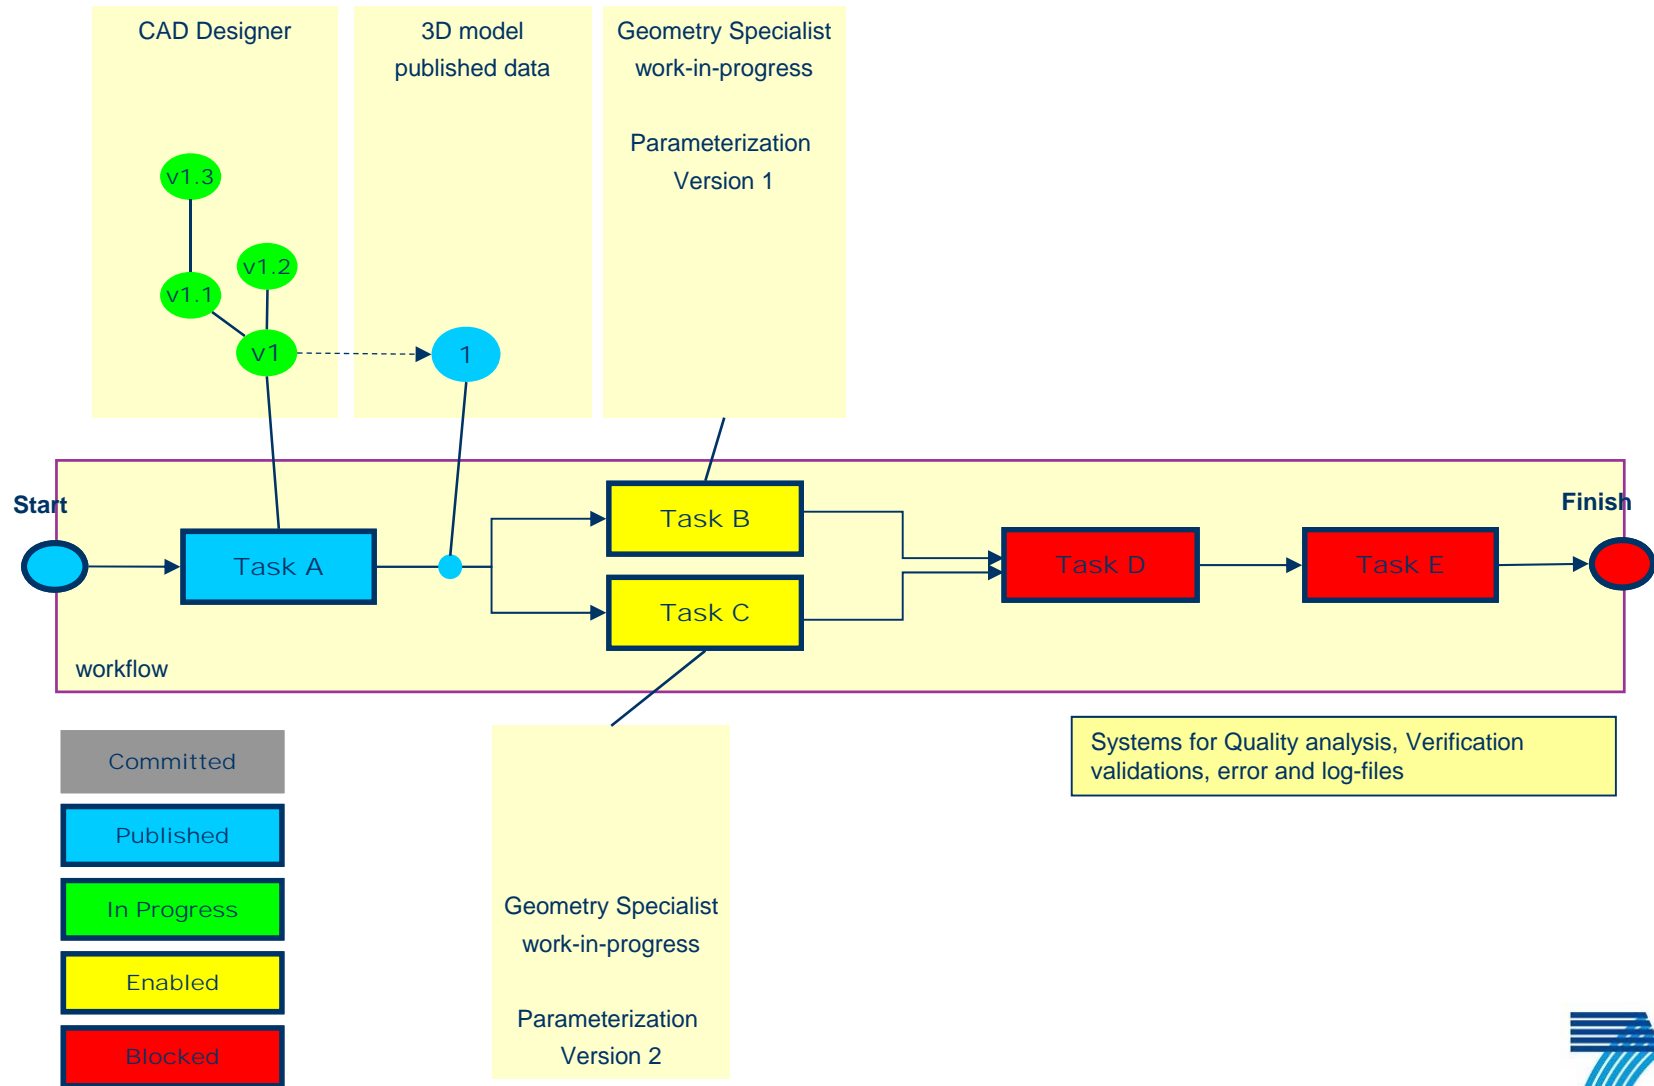 CAD Designer
3D model
published data
Geometry Specialist
work-in-progress
Parameterization
Version 1
v1.3
v1.2
v1.1
v1
1
Start
Finish
Task A
Task B
Task C
Task D
Task E
workflow
Committed
Published
In Progress
Enabled
Blocked
Geometry Specialist
work-in-progress
Parameterization
Version 2
Systems for Quality analysis, Verification
validations, error and log-files